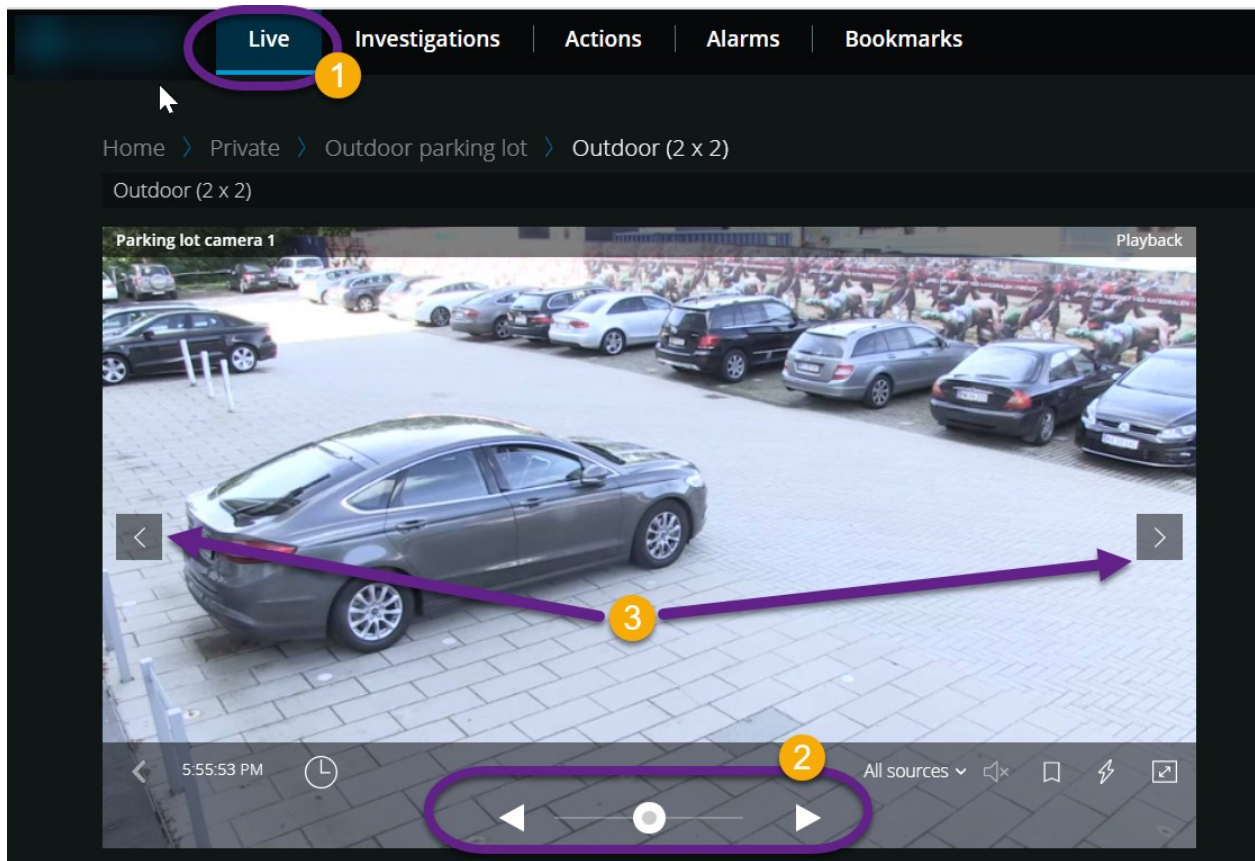 Live Investigations Actions Alarms Bookmarks
1
Home > Private > Outdoor parking lot > Outdoor (2 x 2)
Outdoor (2 x 2)
Parking lot camera 1 Playback
3
2
5:55:53 PM All sources